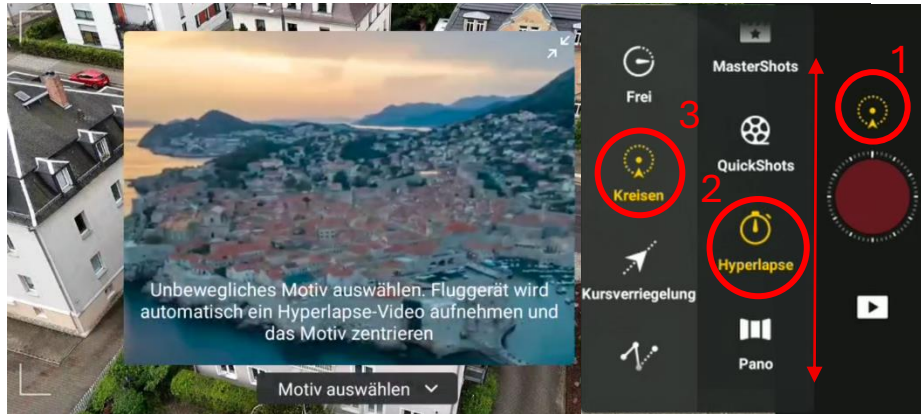 Unbewegliches Motiv auswählen. Fluggerät wird
automatisch ein Hyperlapse-Video aufnehmen und
das Motiv zentrieren
Motiv auswählen
Frei
3
Kreisen
Kursverriegelung
MasterShots
QuickShots
2
Hyperlapse
Pano
1